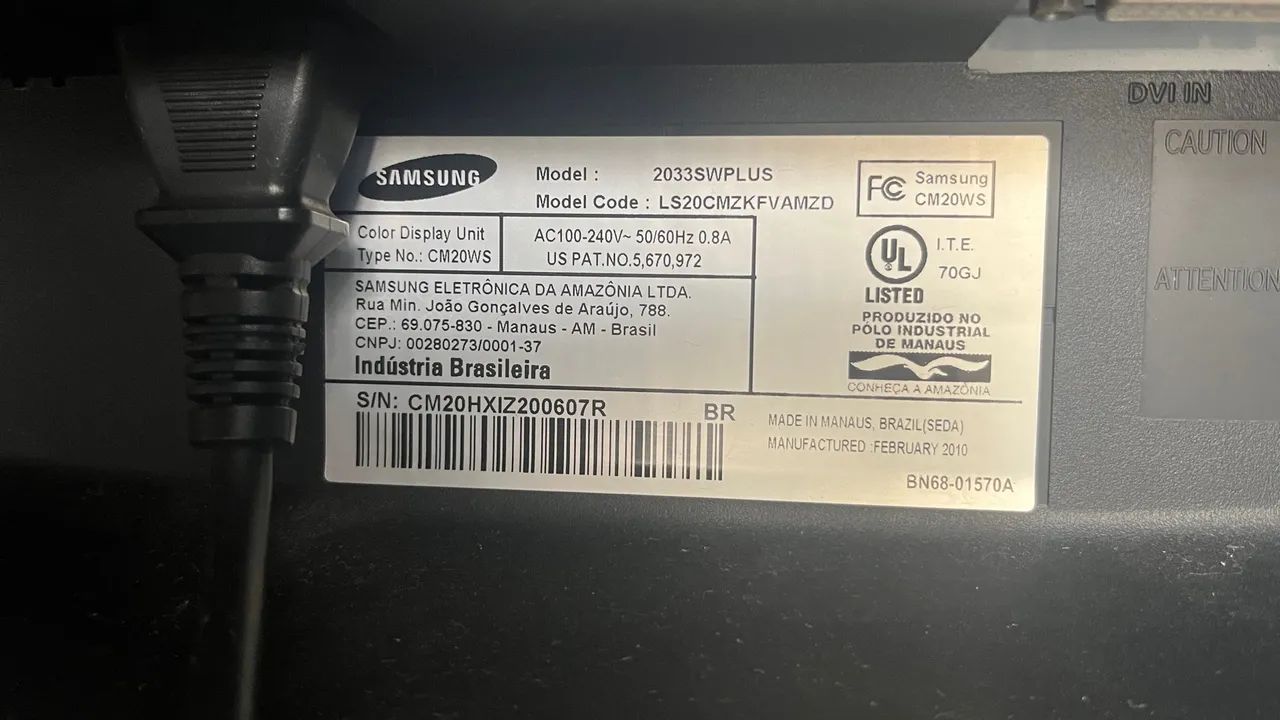 DVI IN
CAUTION
ATTENTION
SAMSUNG
Model : 2033SWPLUS
Model Code : LS20CMZKFVAMZD
FC Samsung
CM20WS
Color Display Unit
Type No.: CM20WS
AC100-240V~ 50/60Hz 0.8A
US PAT.NO.5,670,972
UL
LISTED
I.T.E.
70GJ
SAMSUNG ELETRÔNICA DA AMAZÔNIA LTDA.
Rua Min. João Gonçalves de Araújo, 788.
CEP.: 69.075-830 - Manaus - AM - Brasil
CNPJ: 00280273/0001-37
Indústria Brasileira
PRODUZIDO NO
PÓLO INDUSTRIAL
DE MANAUS
CONHEÇA A AMAZÔNIA
S/N: CM20HXIZ200607R BR
MADE IN MANAUS, BRAZIL(SEDA)
MANUFACTURED :FEBRUARY 2010
BN68-01570A